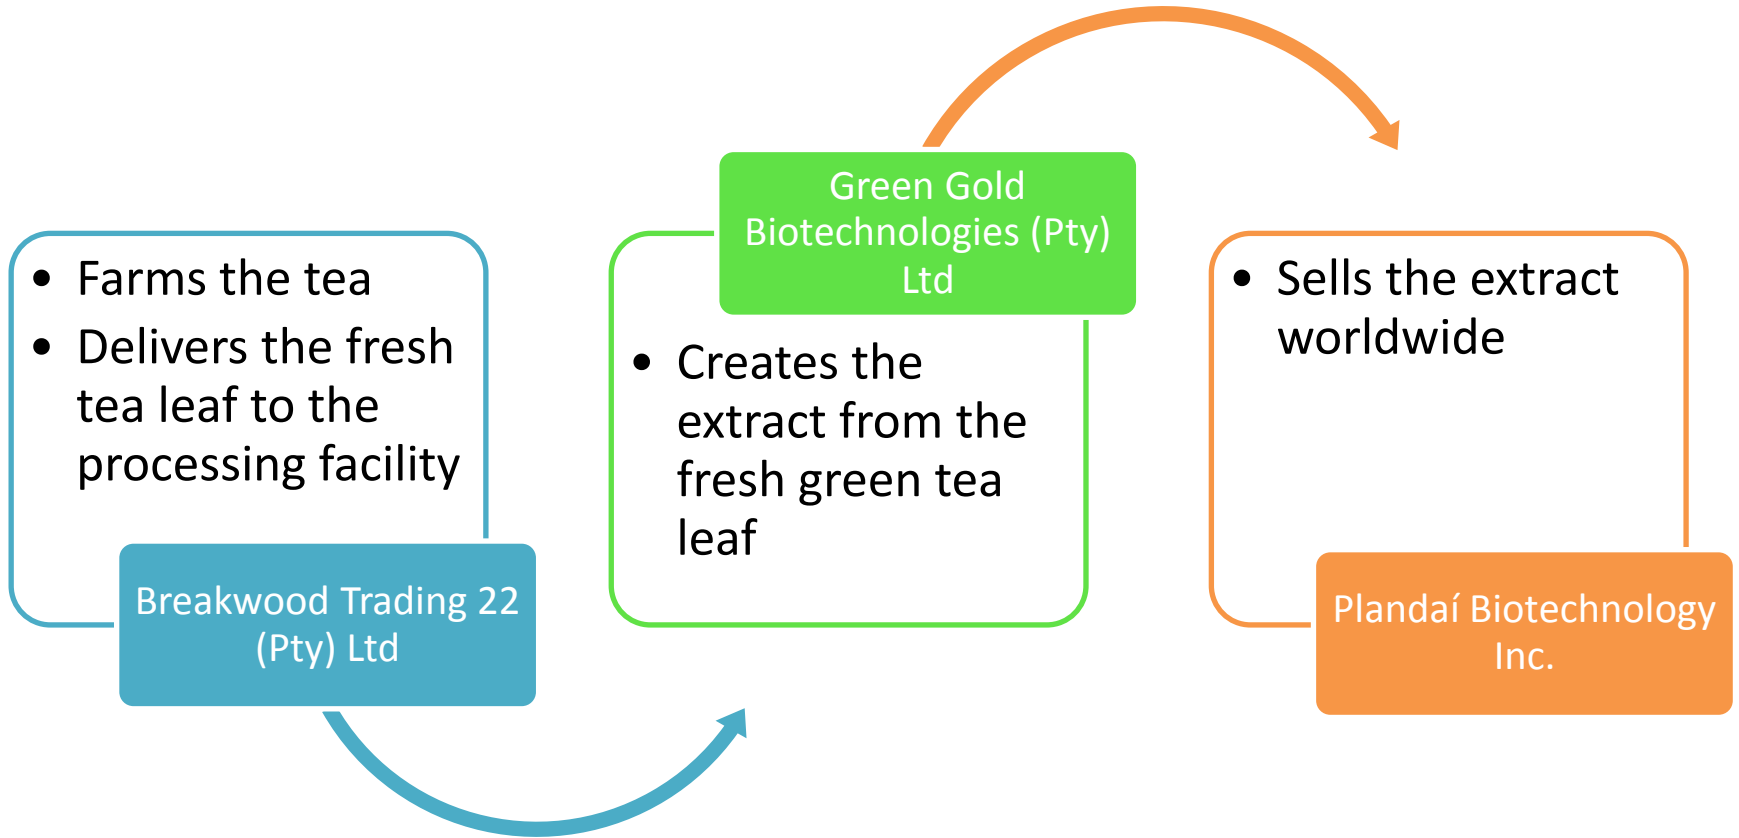 • Farms the tea
• Delivers the fresh
tea leaf to the
processing facility
Breakwood Trading 22
(Pty) Ltd
Green Gold
Biotechnologies (Pty)
Ltd
• Creates the
extract from the
fresh green tea
leaf
• Sells the extract
worldwide
Plandaí Biotechnology
Inc.